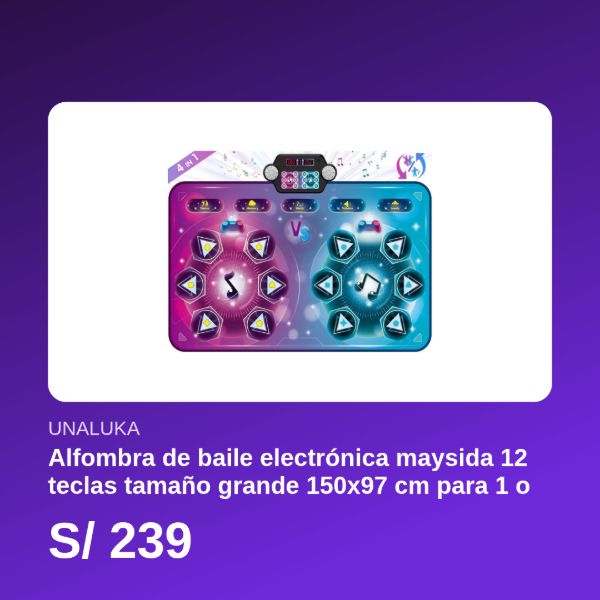 4 IN 1
VS
UNALUKA
Alfombra de baile electrónica maysida 12
teclas tamaño grande 150x97 cm para 1 o
S/ 239